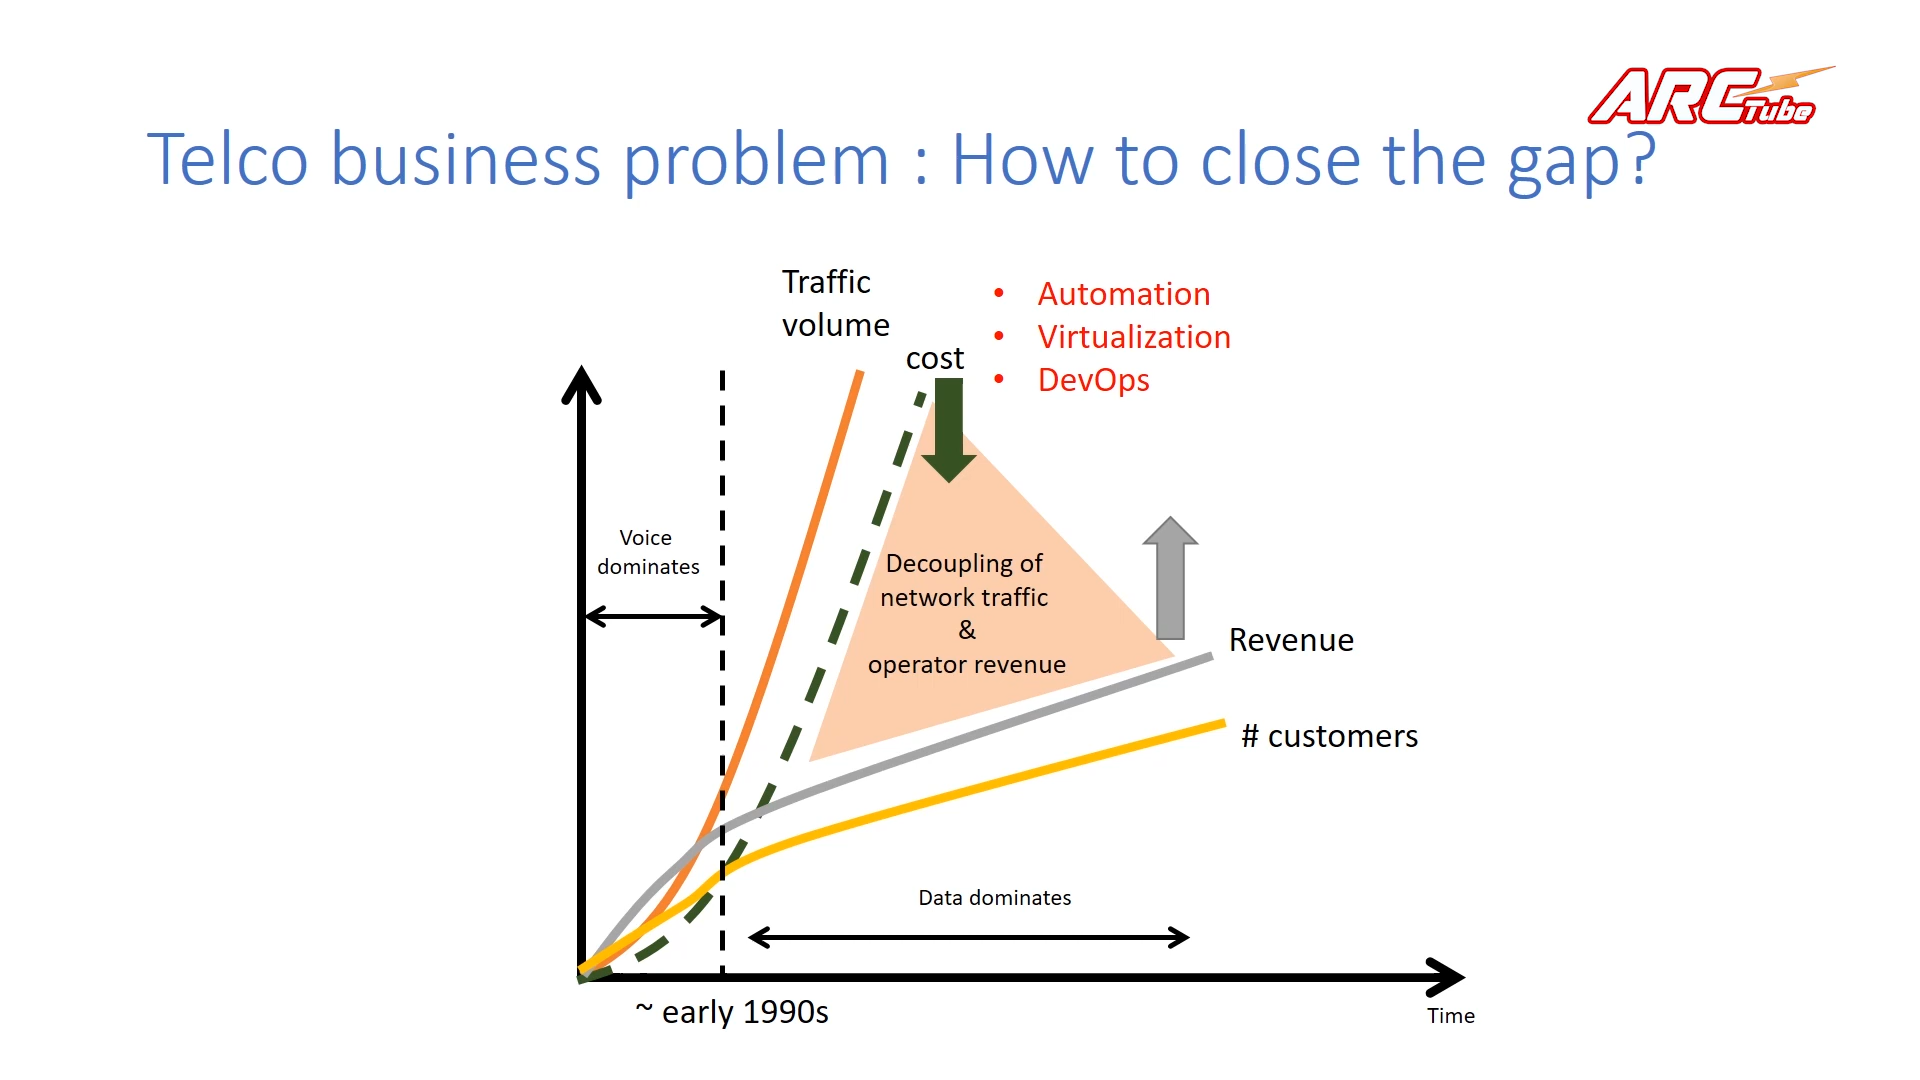 ARC
Tube
Telco business problem : How to close the gap?
Traffic
volume
cost
• Automation
• Virtualization
• DevOps
Voice
dominates
Decoupling of
network traffic
&
operator revenue
Revenue
# customers
Data dominates
~ early 1990s
Time